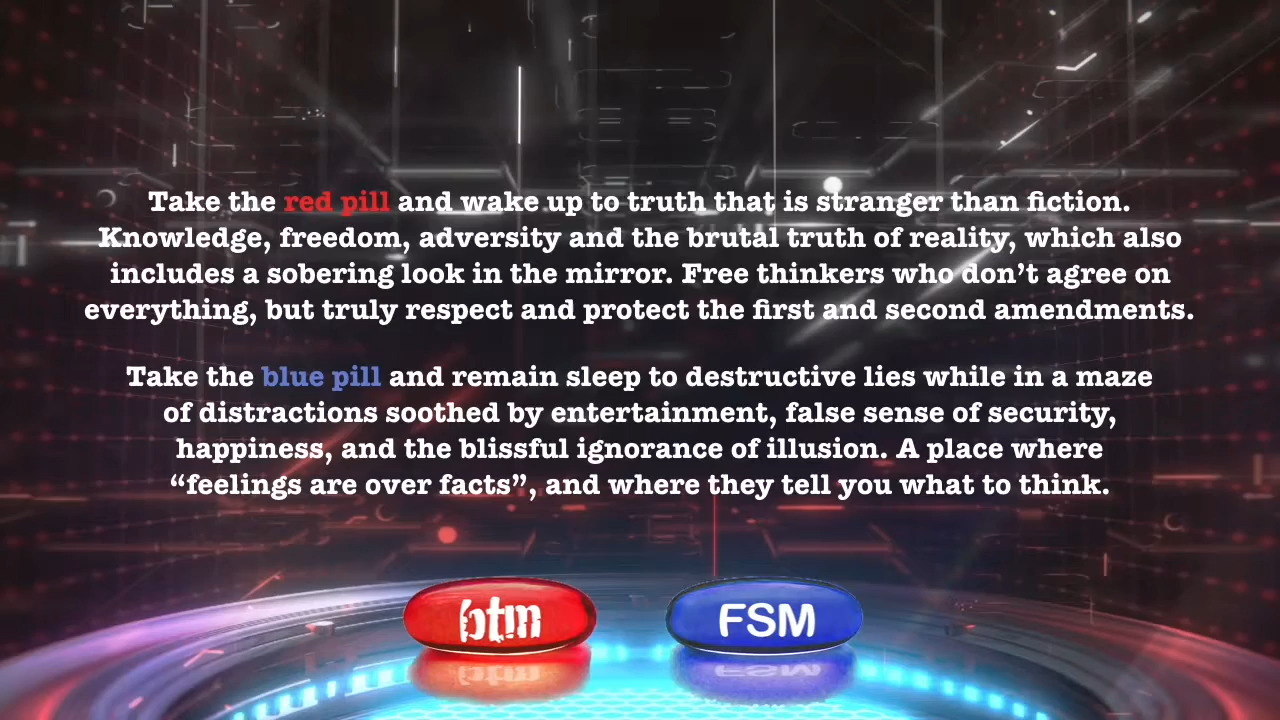 Take the red pill and wake up to truth that is stranger than fiction.
Knowledge, freedom, adversity and the brutal truth of reality, which also
includes a sobering look in the mirror. Free thinkers who don’t agree on
everything, but truly respect and protect the first and second amendments.
Take the blue pill and remain sleep to destructive lies while in a maze
of distractions soothed by entertainment, false sense of security,
happiness, and the blissful ignorance of illusion. A place where
“feelings are over facts”, and where they tell you what to think.
btm FSM